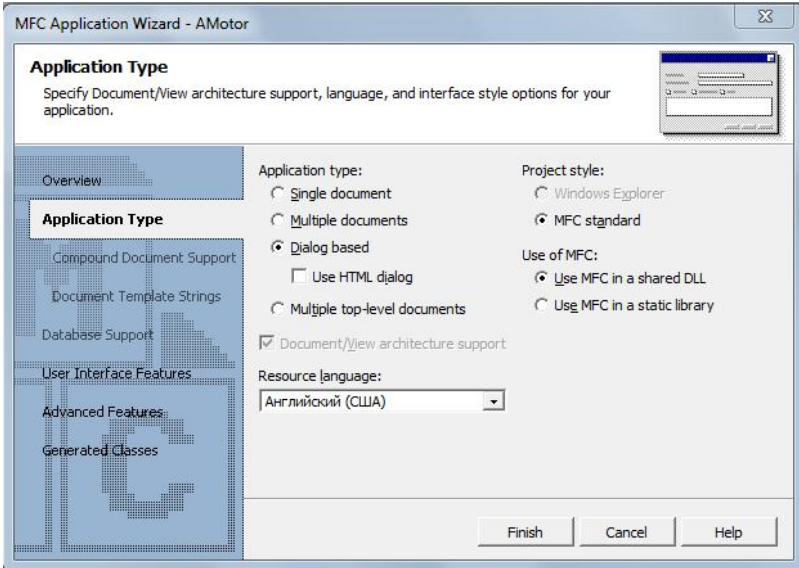 MFC Application Wizard - AMotor
Application Type
Specify Document/View architecture support, language, and interface style options for your
application.
Overview
Application Type
Compound Document Support
Document Template Strings
Database Support
User Interface Features
Advanced Features
Generated Classes
Application type:
Single document
Multiple documents
Dialog based
Use HTML dialog
Multiple top-level documents
Document/View architecture support
Resource language:
Английский (США)
Project style:
Windows Explorer
MFC standard
Use of MFC:
Use MFC in a shared DLL
Use MFC in a static library
Finish
Cancel
Help